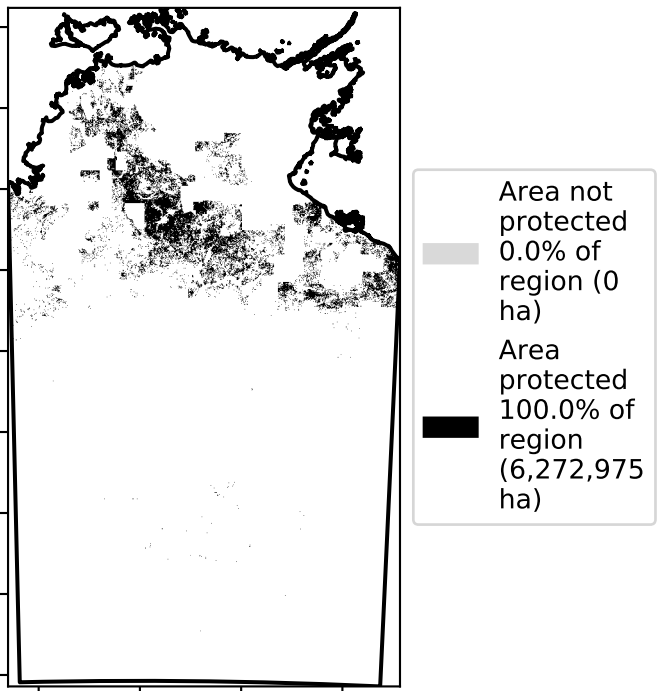 Area not
protected
0.0% of
region (0
ha)
Area
protected
100.0% of
region
(6,272,975
ha)